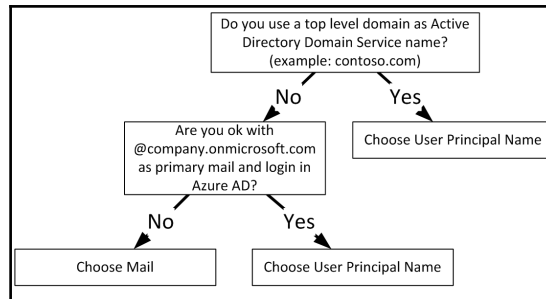 Do you use a top level domain as Active
Directory Domain Service name?
(example: contoso.com)
No
Yes
Are you ok with
@company.onmicrosoft.com
as primary mail and login in
Azure AD?
Choose User Principal Name
No
Yes
Choose Mail
Choose User Principal Name